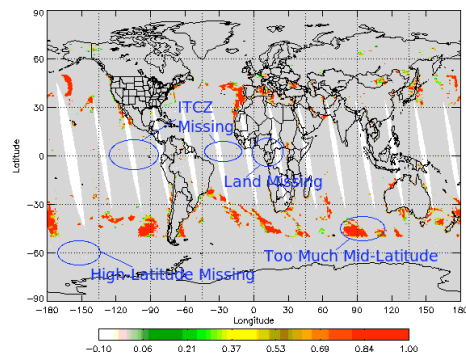 90
60
30
0
−30
−60
−90
Latitude
ITCZ
Missing
Land Missing
Too Much Mid-Latitude
High-Latitude Missing
−180 −150 −120 −90 −60 −30 0 30 60 90 120 150 180
Longitude
−0.10 0.06 0.21 0.37 0.53 0.69 0.84 1.00